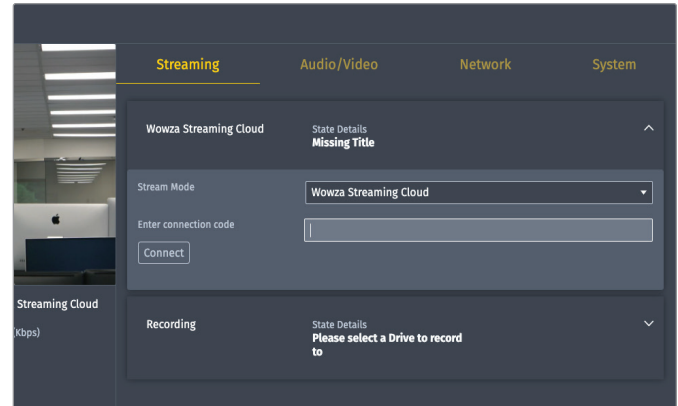 Streaming
Audio/Video
Network
System
Wowza Streaming Cloud
State Details
Missing Title
Stream Mode
Wowza Streaming Cloud
Enter connection code
Connect
Streaming Cloud
(Kbps)
Recording
State Details
Please select a Drive to record
to